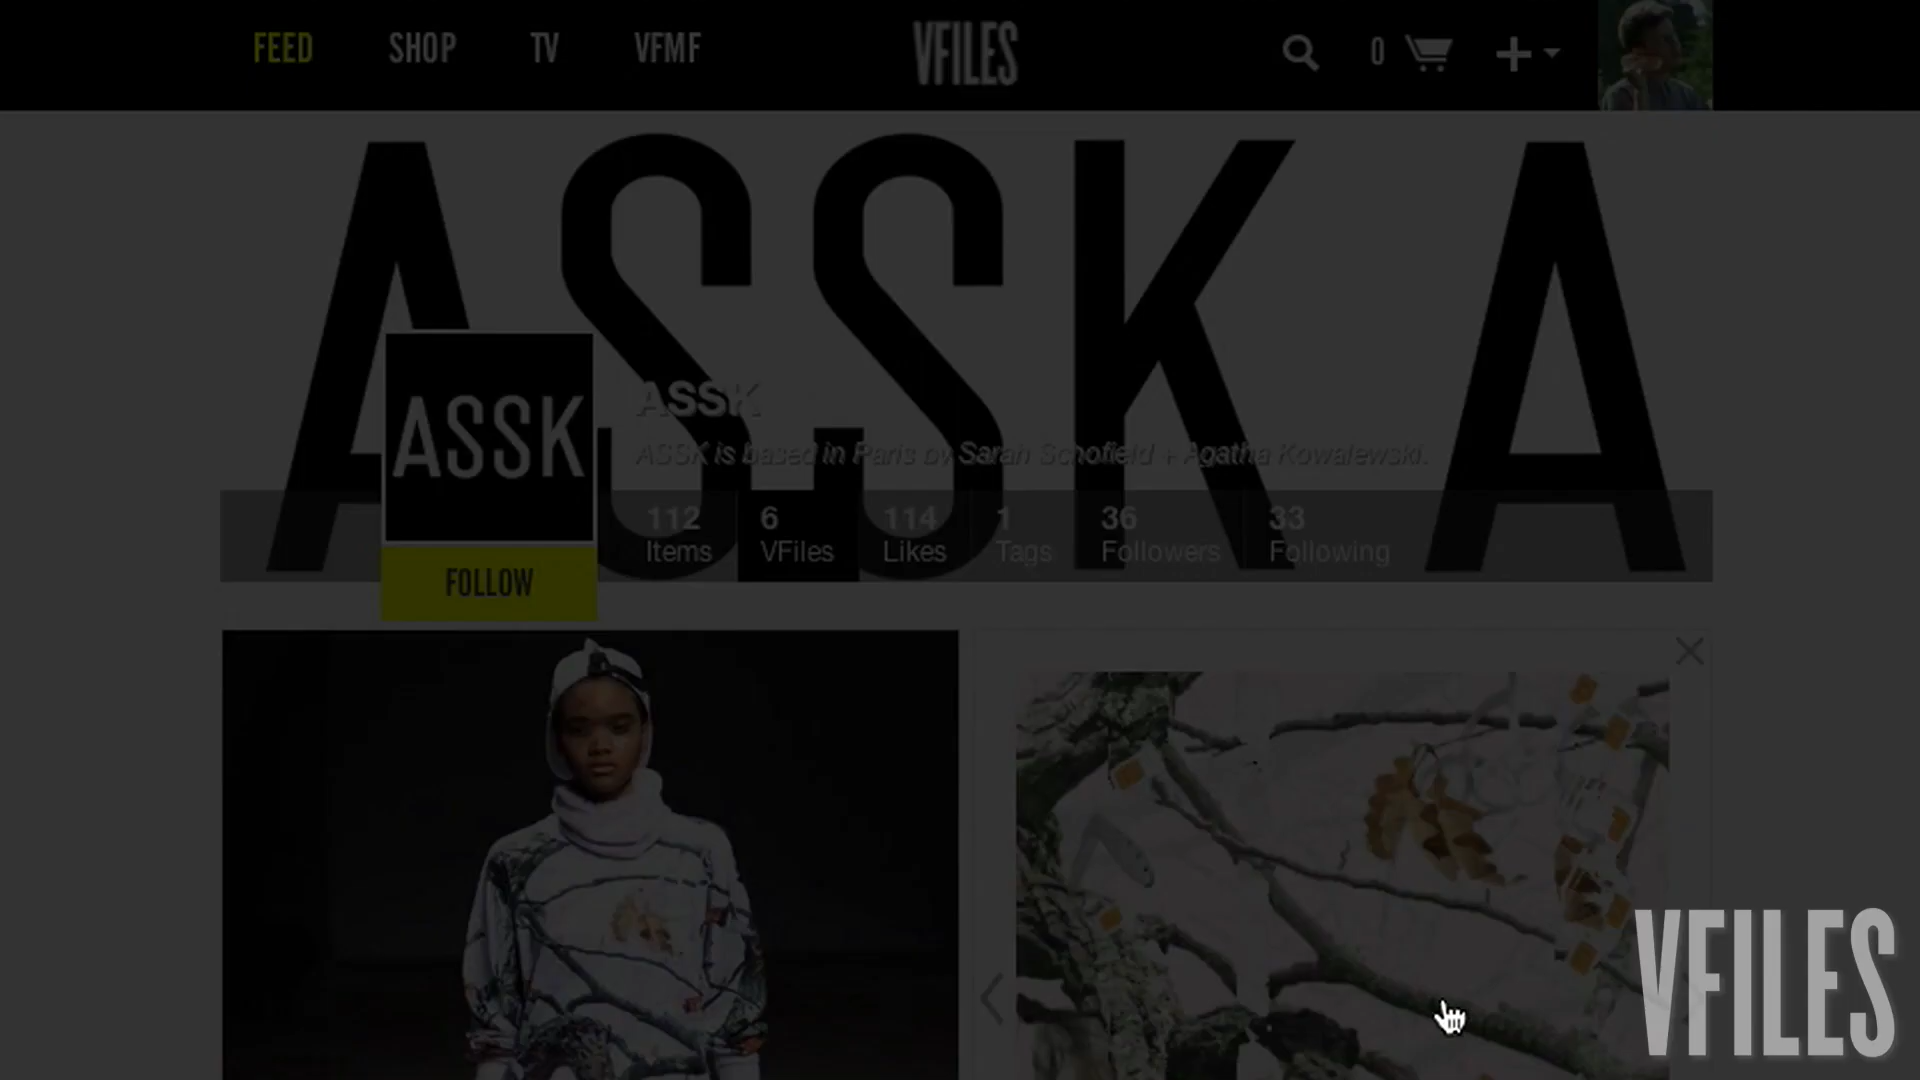 FEED SHOP TV VFMF VFILES 0
ASSK A
ASSK
ASSK
ASSK is based in Paris by Sarah Schofield + Agatha Kowalewski.
112 6 114 1 36 33
Items VFiles Likes Tags Followers Following
FOLLOW
VFILES